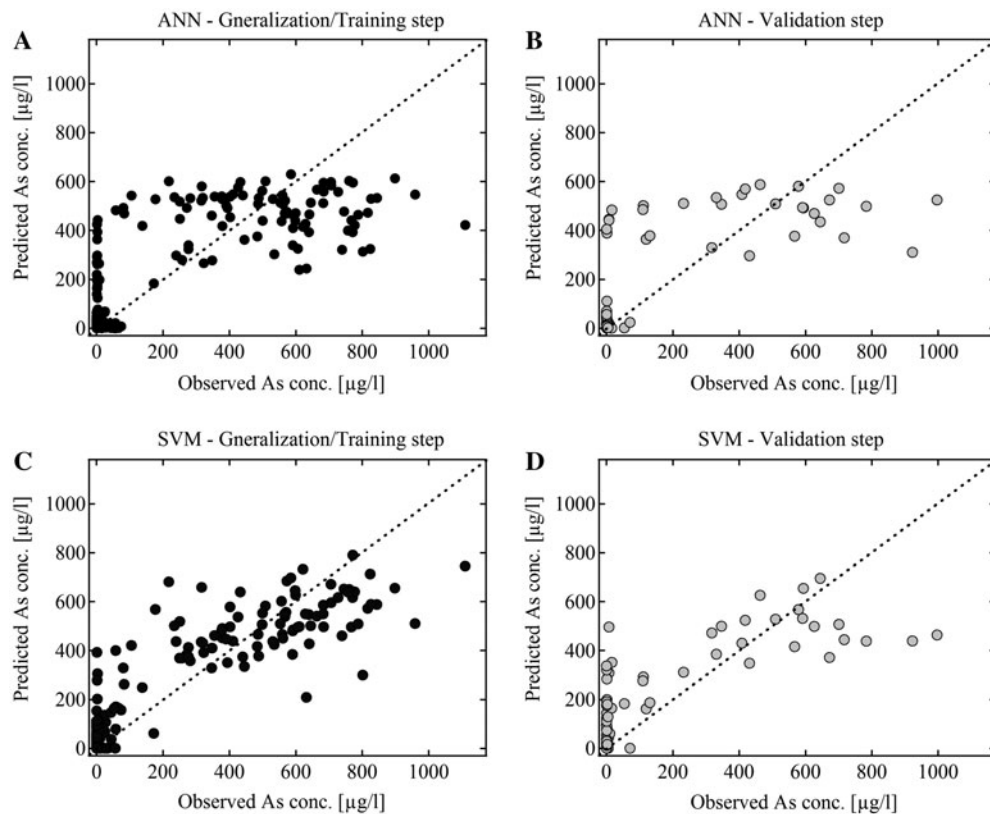 ANN - Gneralization/Training step
A
Predicted As conc. [µg/l]
1000
800
600
400
200
0
0 200 400 600 800 1000
Observed As conc. [µg/l]
ANN - Validation step
B
Predicted As conc. [µg/l]
1000
800
600
400
200
0
0 200 400 600 800 1000
Observed As conc. [µg/l]
SVM - Gneralization/Training step
C
Predicted As conc. [µg/l]
1000
800
600
400
200
0
0 200 400 600 800 1000
Observed As conc. [µg/l]
SVM - Validation step
D
Predicted As conc. [µg/l]
1000
800
600
400
200
0
0 200 400 600 800 1000
Observed As conc. [µg/l]